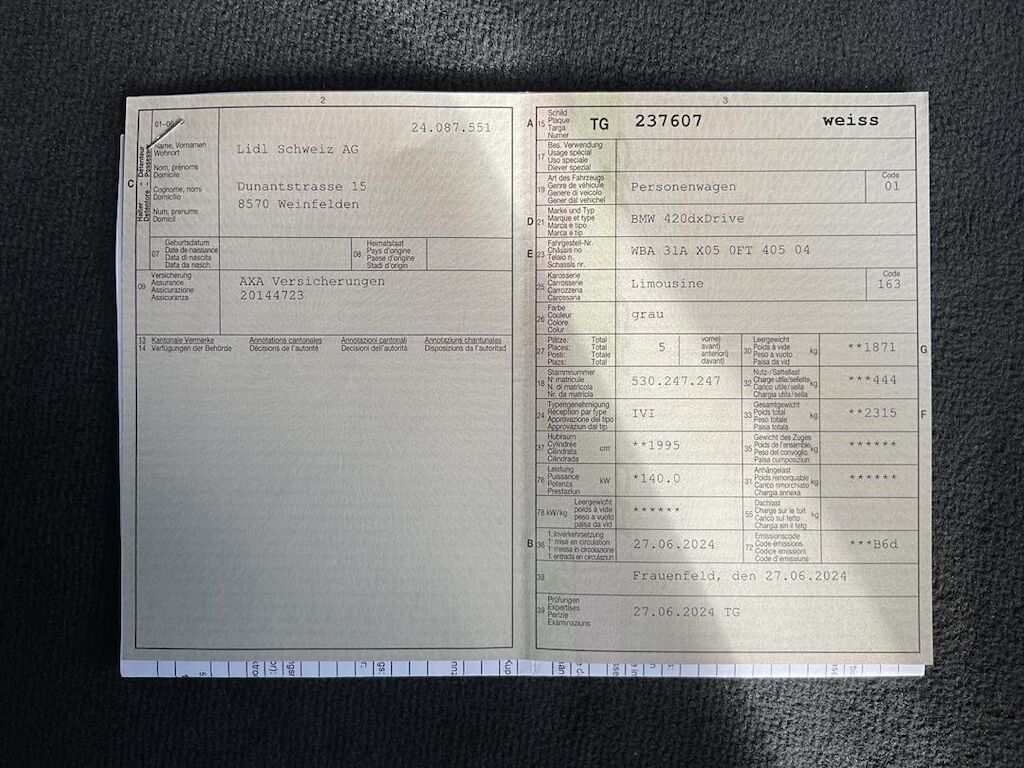 2
01-06
24.087.551
C
Halter - Détenteur
Detentore - Possessur
Name, Vornamen
Wohnort
Nom, prénoms
Domicile
Cognome, nomi
Domicilio
Num, prenums
Domicil
Lidl Schweiz AG
Dunantstrasse 15
8570 Weinfelden
07
Geburtsdatum
Date de naissance
Data di nascita
Data da nasch.
08
Heimatstaat
Pays d'origine
Paese d'origine
Stadi d'origin
09
Versicherung
Assurance
Assicurazione
Assicuranza
AXA Versicherungen
20144723
13 Kantonale Vermerke Annotations cantonales Annotazioni cantonali Annotaziuns chantunalas
14 Verfügungen der Behörde Décisions de l'autorité Decisioni dell'autorità Disposiziuns da l'autoritad
3
A 15
Schild
Plaque
Targa
Numer
TG 237607 weiss
17
Bes. Verwendung
Usage spécial
Uso speciale
Diever spezial
19
Art des Fahrzeugs
Genre de véhicule
Genere di veicolo
Gener dal vehichel
Personenwagen
Code
01
D 21
Marke und Typ
Marque et type
Marca e tipo
Marca e tip
BMW 420dxDrive
E 23
Fahrgestell-Nr.
Châssis no
Telaio n.
Schassis nr.
WBA 31A X05 0FT 405 04
25
Karosserie
Carrosserie
Carrozzeria
Carossaria
Limousine
Code
163
26
Farbe
Couleur
Colore
Colur
grau
27
Plätze: Total
Places: Total
Posti: Totale
Plazs: Total
5
vorne)
avant)
anteriori)
davant)
30
Leergewicht
Poids à vide
Peso a vuoto
Paisa da vid
kg
**1871
G
18
Stammnummer
N° matricule
N. di matricola
Nr. da matricla
530.247.247
32
Nutz-/Sattellast
Charge utile/sellette
Carico utile/sella
Chargia utila/sella
kg
***444
24
Typengenehmigung
Réception par type
Approvazione del tipo
Approvaziun dal tip
IVI
33
Gesamtgewicht
Poids total
Peso totale
Paisa totala
kg
**2315
F
37
Hubraum
Cylindrée
Cilindrata
Cilindrada
cm³
**1995
35
Gewicht des Zuges
Poids de l'ensemble
Peso del convoglio
Paisa cumposiziun
kg
******
76
Leistung
Puissance
Potenza
Prestaziun
kW
*140.0
31
Anhängelast
Poids remorquable
Carico rimorchiato
Chargia annexa
kg
******
78 kW/kg
Leergewicht
poids à vide
peso a vuoto
paisa da vid
******
55
Dachlast
Charge sur le toit
Carico sul tetto
Chargia sin il tetg
kg
******
B 36
1. Inverkehrsetzung
1re mise en circulation
1a messa in circolazione
1. entrada en circulaziun
27.06.2024
72
Emissionscode
Code émissions
Codice emissioni
Code d'emissiuns
***B6d
38
Frauenfeld, den 27.06.2024
39
Prüfungen
Expertises
Perizie
Examinaziuns
27.06.2024 TG